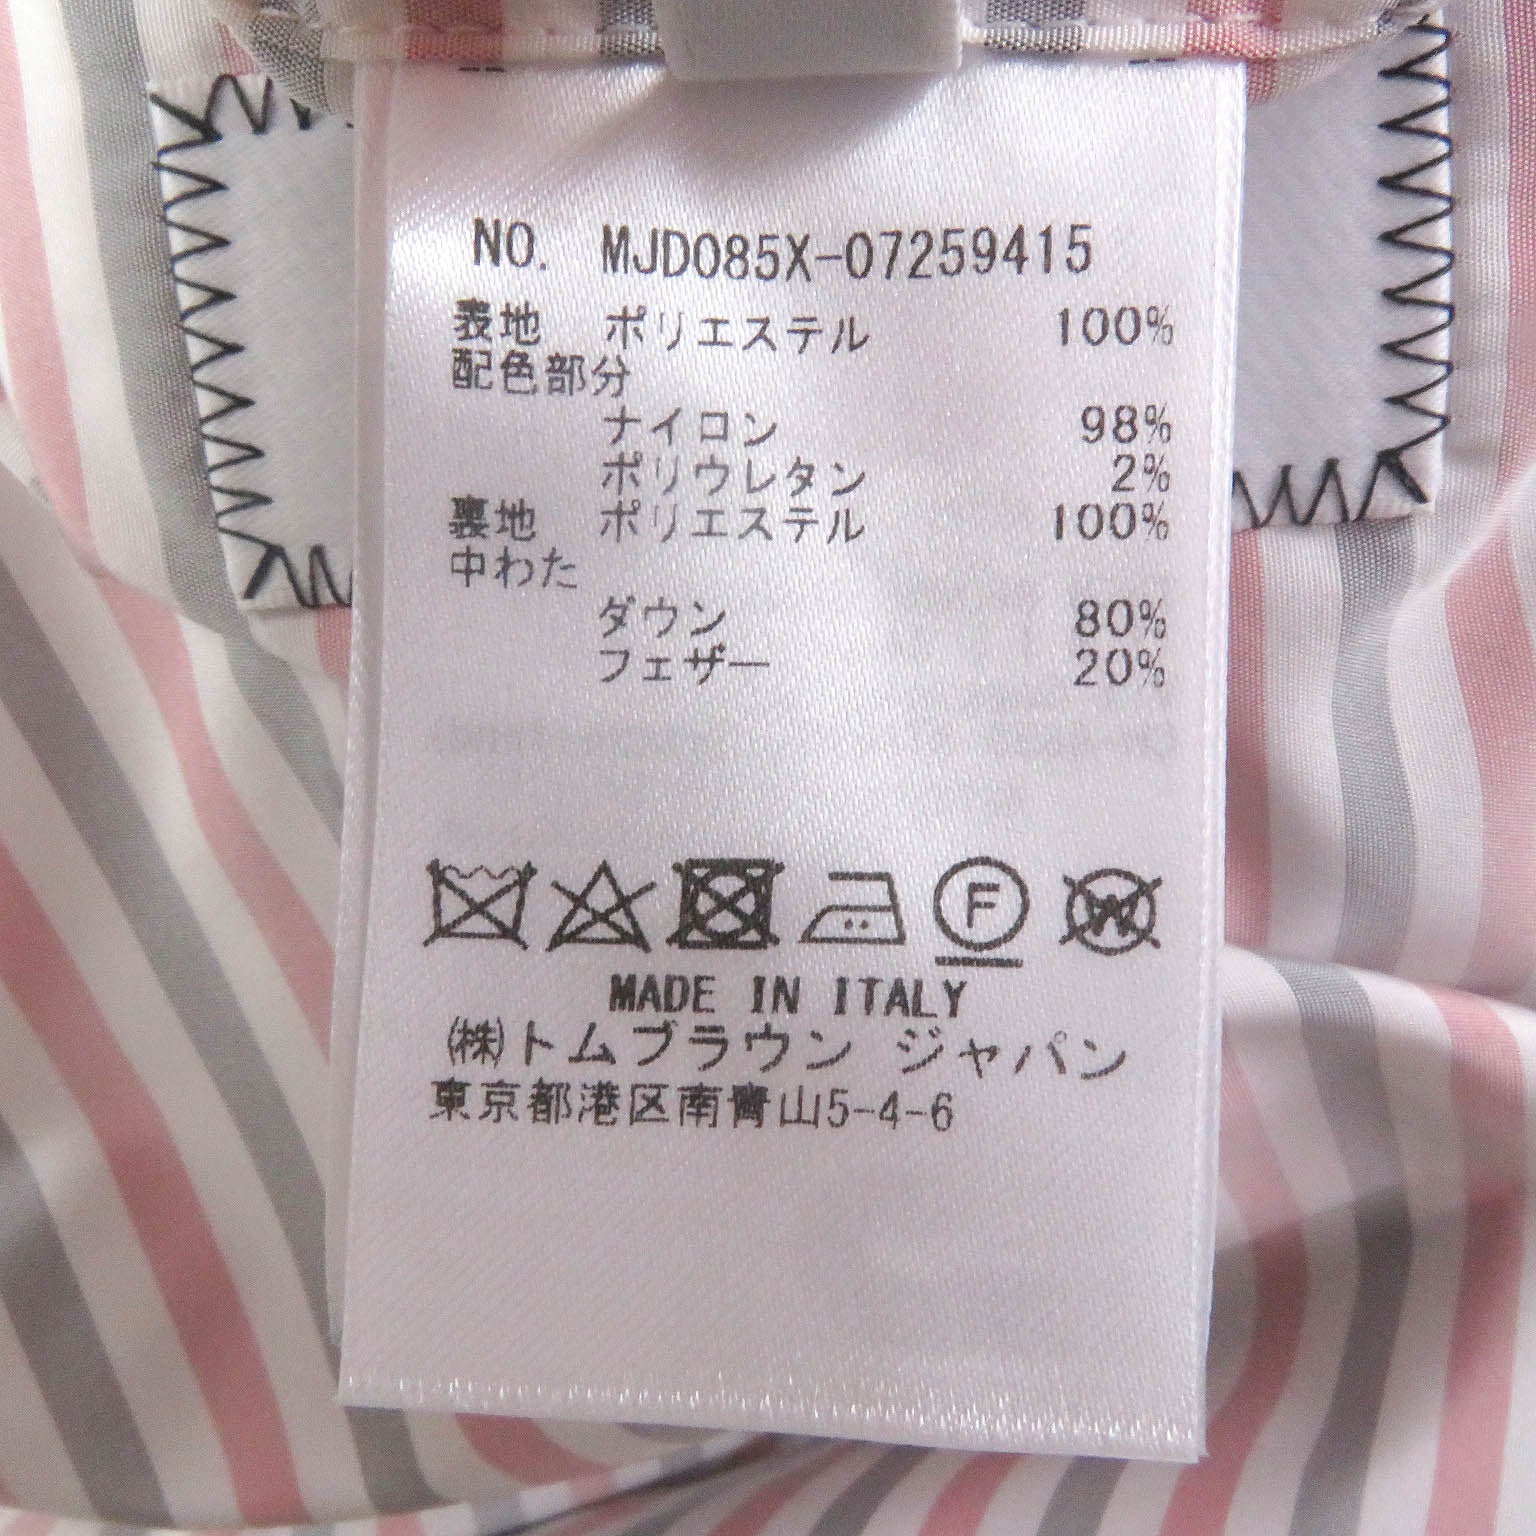 NO. MJD085X-07259415
表地 ポリエステル 100%
配色部分
ナイロン 98%
ポリウレタン 2%
裏地 ポリエステル 100%
中わた
ダウン 80%
フェザー 20%
F W
MADE IN ITALY
(株)トムブラウン ジャパン
東京都港区南青山5-4-6